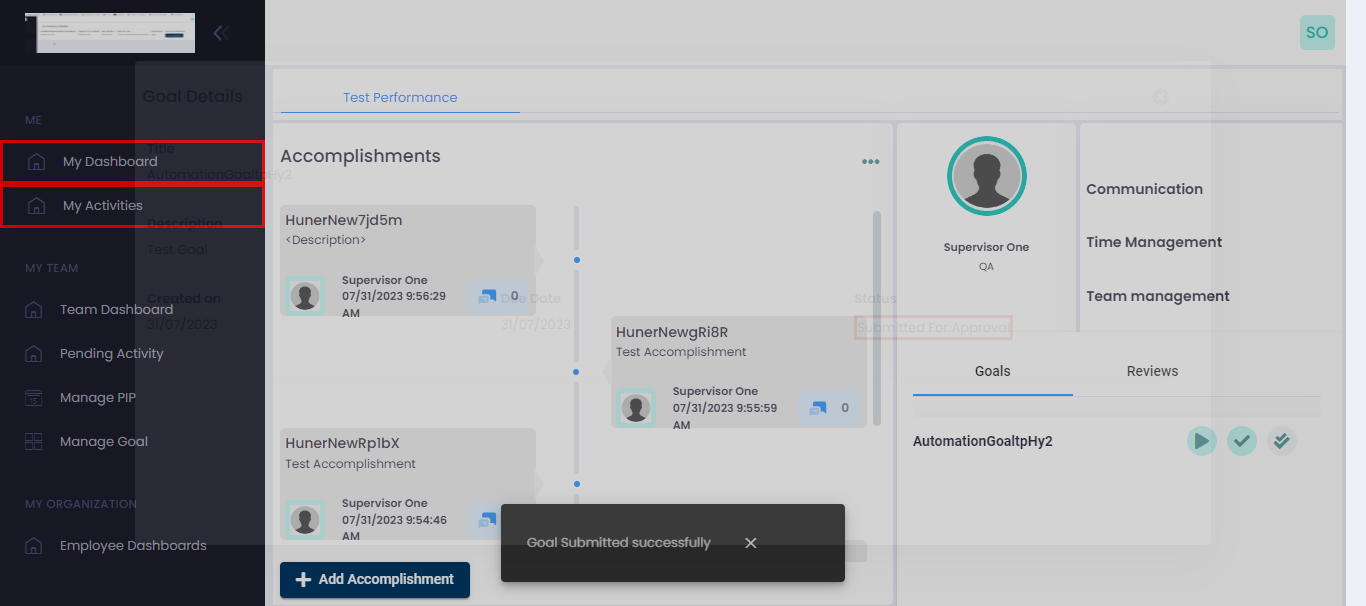 SO
ME
My Dashboard
My Activities
MY TEAM
Team Dashboard
Pending Activity
Manage PIP
Manage Goal
MY ORGANIZATION
Employee Dashboards
Goal Details
Title
AutomationGoaltpHy2
Description
Test Goal
Created on
31/07/2023
Due Date
31/07/2023
Status
Submitted For Approval
Test Performance
Accomplishments
HunerNew7jd5m
<Description>
Supervisor One
07/31/2023 9:56:29
AM
0
HunerNewgRi8R
Test Accomplishment
Supervisor One
07/31/2023 9:55:59
AM
0
HunerNewRp1bX
Test Accomplishment
Supervisor One
07/31/2023 9:54:46
AM
Add Accomplishment
Supervisor One
QA
Communication
Time Management
Team management
Goals
Reviews
AutomationGoaltpHy2
Goal Submitted successfully